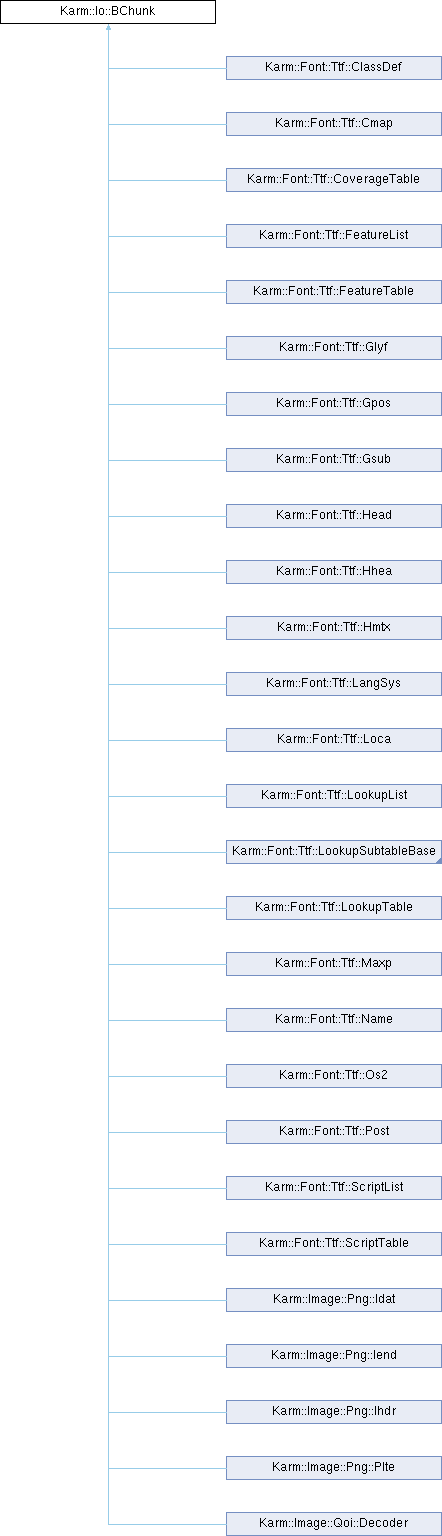 Karm::Io::BChunk
Karm::Font::Ttf::ClassDef
Karm::Font::Ttf::Cmap
Karm::Font::Ttf::CoverageTable
Karm::Font::Ttf::FeatureList
Karm::Font::Ttf::FeatureTable
Karm::Font::Ttf::Glyf
Karm::Font::Ttf::Gpos
Karm::Font::Ttf::Gsub
Karm::Font::Ttf::Head
Karm::Font::Ttf::Hhea
Karm::Font::Ttf::Hmtx
Karm::Font::Ttf::LangSys
Karm::Font::Ttf::Loca
Karm::Font::Ttf::LookupList
Karm::Font::Ttf::LookupSubtableBase
Karm::Font::Ttf::LookupTable
Karm::Font::Ttf::Maxp
Karm::Font::Ttf::Name
Karm::Font::Ttf::Os2
Karm::Font::Ttf::Post
Karm::Font::Ttf::ScriptList
Karm::Font::Ttf::ScriptTable
Karm::Image::Png::Idat
Karm::Image::Png::Iend
Karm::Image::Png::Ihdr
Karm::Image::Png::Plte
Karm::Image::Qoi::Decoder